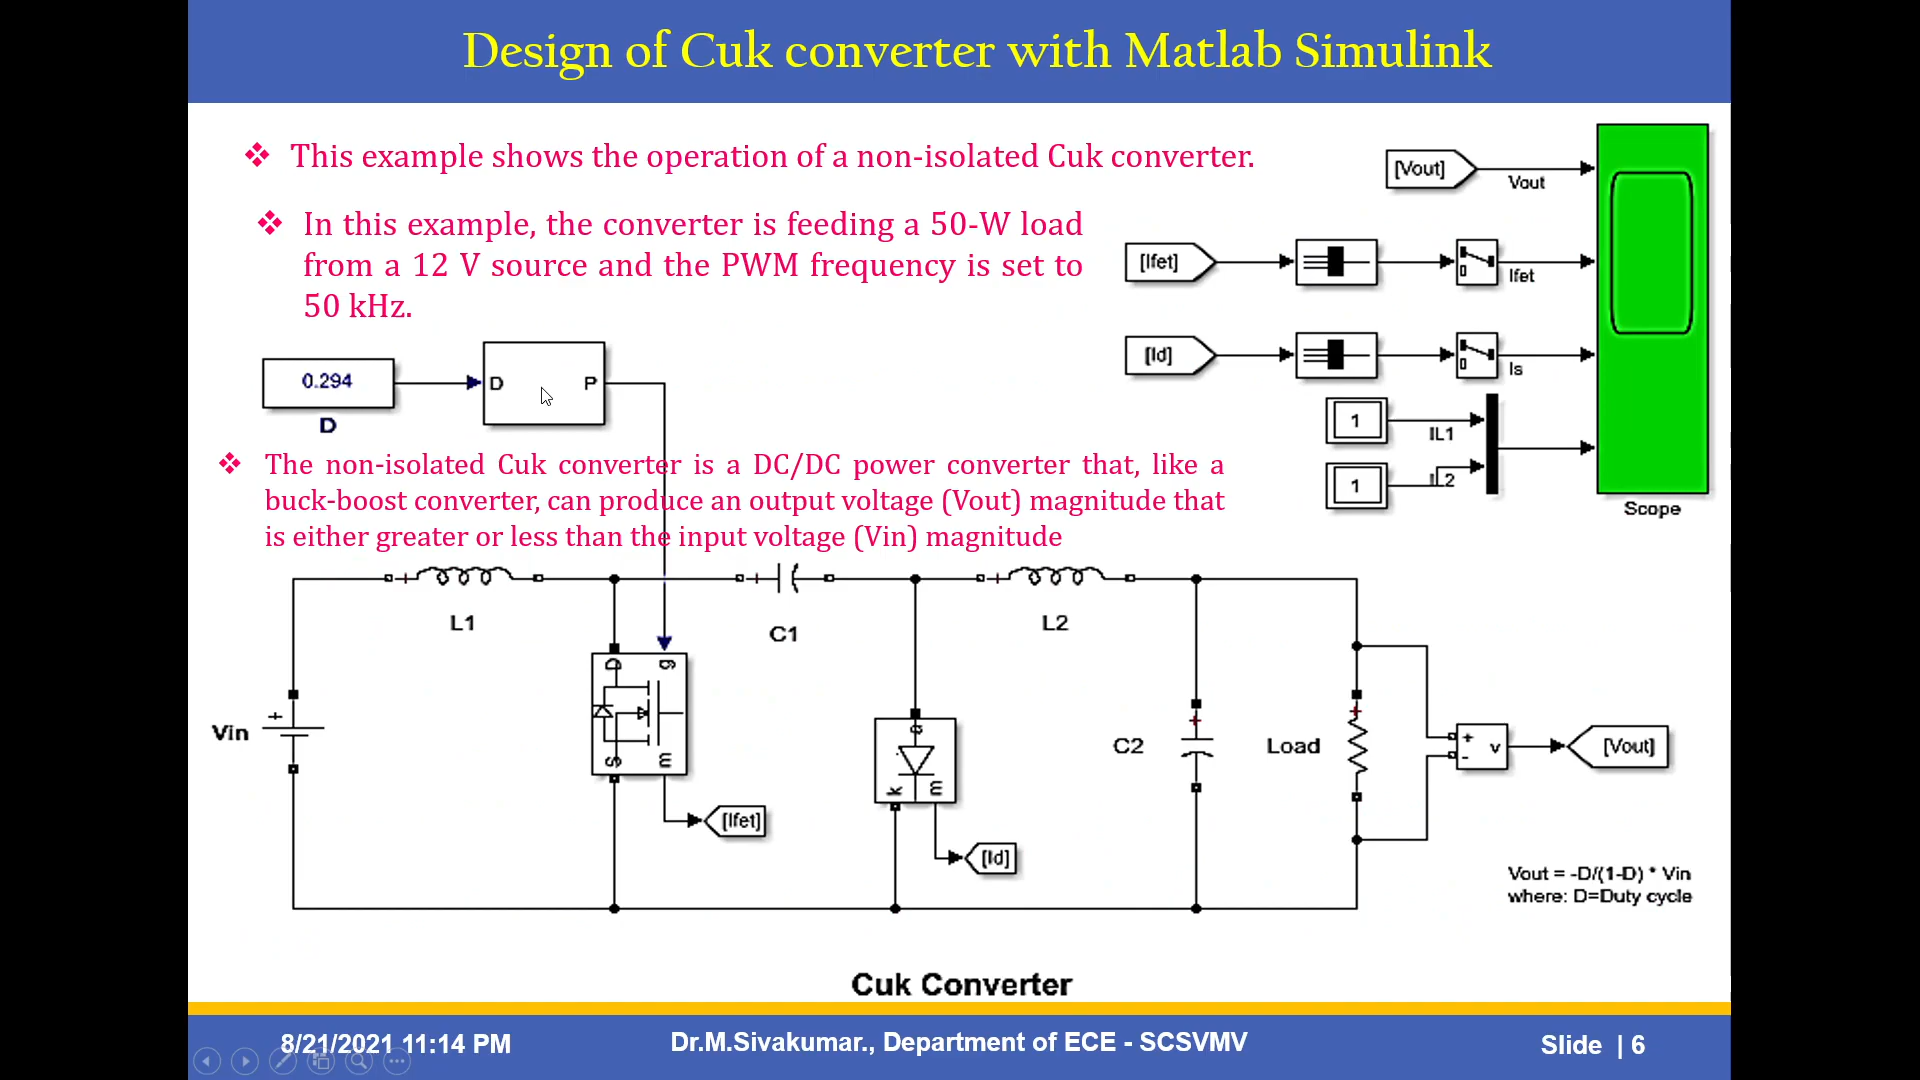 Design of Cuk converter with Matlab Simulink
❖ This example shows the operation of a non-isolated Cuk converter.
❖ In this example, the converter is feeding a 50-W load
from a 12 V source and the PWM frequency is set to
50 kHz.
[Vout]
Vout
[Ifet]
Ifet
[Id]
Is
1
IL1
1
IL2
Scope
0.294
D
D
P
❖ The non-isolated Cuk converter is a DC/DC power converter that, like a
buck-boost converter, can produce an output voltage (Vout) magnitude that
is either greater or less than the input voltage (Vin) magnitude
+
L1
+
C1
+
L2
D
g
S
m
[Ifet]
+
Vin
a
k
m
[Id]
+
C2
+
Load
+
-
v
[Vout]
Vout = -D/(1-D) * Vin
where: D=Duty cycle
Cuk Converter
8/21/2021 11:14 PM
Dr.M.Sivakumar., Department of ECE - SCSVMV
Slide | 6